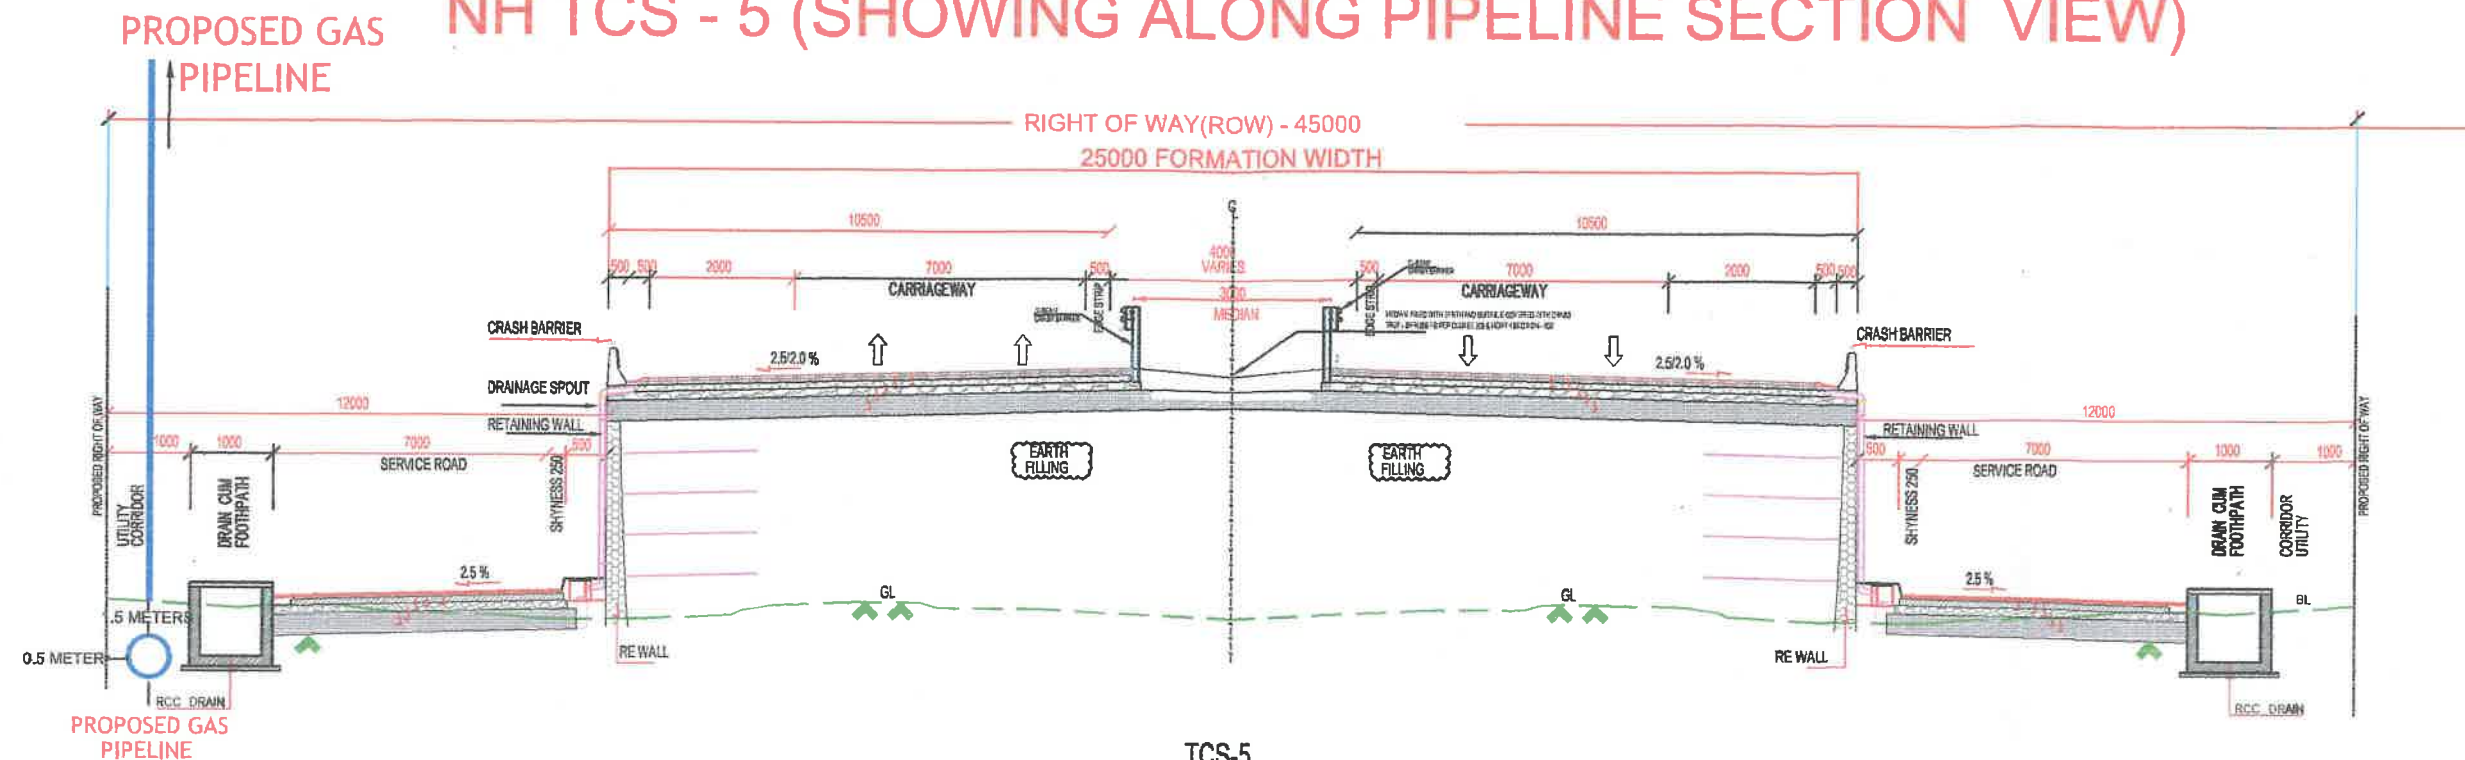 NH TCS - 5 (SHOWING ALONG PIPELINE SECTION VIEW)
PROPOSED GAS
PIPELINE
RIGHT OF WAY(ROW) - 45000
25000 FORMATION WIDTH
10500
10500
500
500
2000
7000
500
4000
VARIES
500
7000
2000
500
500
CARRIAGEWAY
CARRIAGEWAY
EDGE STRIP
EDGE STRIP
3000
MEDIAN
CRASH BARRIER
CRASH BARRIER
2.5/2.0 %
2.5/2.0 %
DRAINAGE SPOUT
12000
12000
RETAINING WALL
RETAINING WALL
PROPOSED RIGHT OF WAY
PROPOSED RIGHT OF WAY
1000
1000
7000
500
500
7000
1000
1000
SERVICE ROAD
SERVICE ROAD
EARTH
FILLING
EARTH
FILLING
UTILITY
CORRIDOR
DRAIN CUM
FOOTHPATH
SHYNESS 250
SHYNESS 250
DRAIN CUM
FOOTHPATH
CORRIDOR
UTILITY
2.5 %
2.5 %
GL
GL
.5 METERS
0.5 METER
RE WALL
RE WALL
RCC DRAIN
RCC DRAIN
PROPOSED GAS
PIPELINE
TCS-5